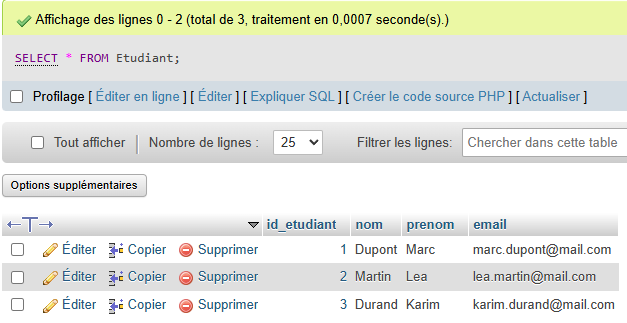 Affichage des lignes 0 - 2 (total de 3, traitement en 0,0007 seconde(s).)
SELECT * FROM Etudiant;
Profilage [ Éditer en ligne ] [ Éditer ] [ Expliquer SQL ] [ Créer le code source PHP ] [ Actualiser ]
Tout afficher Nombre de lignes : 25 Filtrer les lignes: Chercher dans cette table
Options supplémentaires
←T→ id_etudiant nom prenom email
Éditer Copier Supprimer 1 Dupont Marc marc.dupont@mail.com
Éditer Copier Supprimer 2 Martin Lea lea.martin@mail.com
Éditer Copier Supprimer 3 Durand Karim karim.durand@mail.com